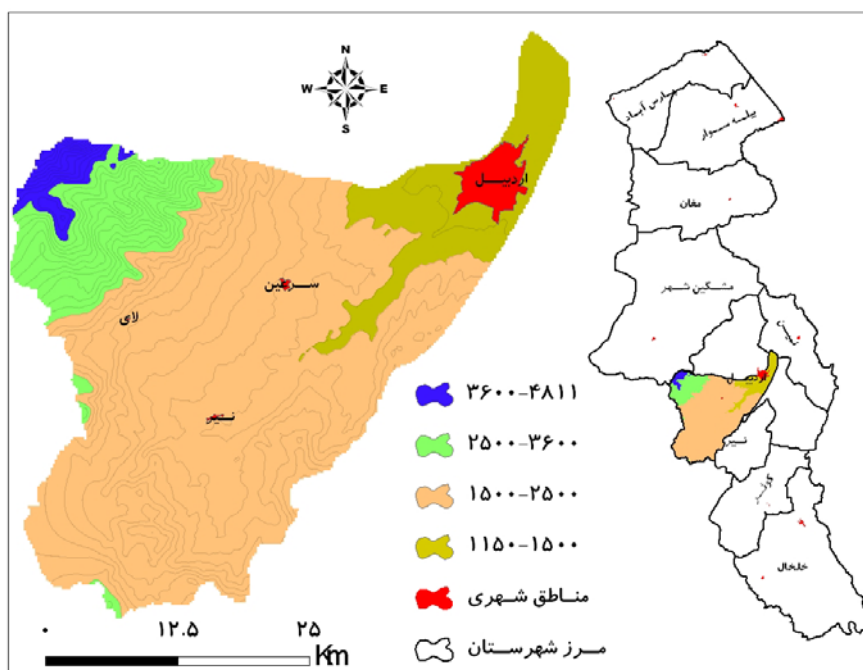 N
W E
S
اردبیل
سرعین
لای
نیر
۳۶۰۰-۴۸۱۱
۲۵۰۰-۳۶۰۰
۱۵۰۰-۲۵۰۰
۱۱۵۰-۱۵۰۰
مناطق شهری
مرز شهرستان
۰ ۱۲.۵ ۲۵ Km
پارس آباد
بیله سوار
مغان
مشگین شهر
نیر
خلخال